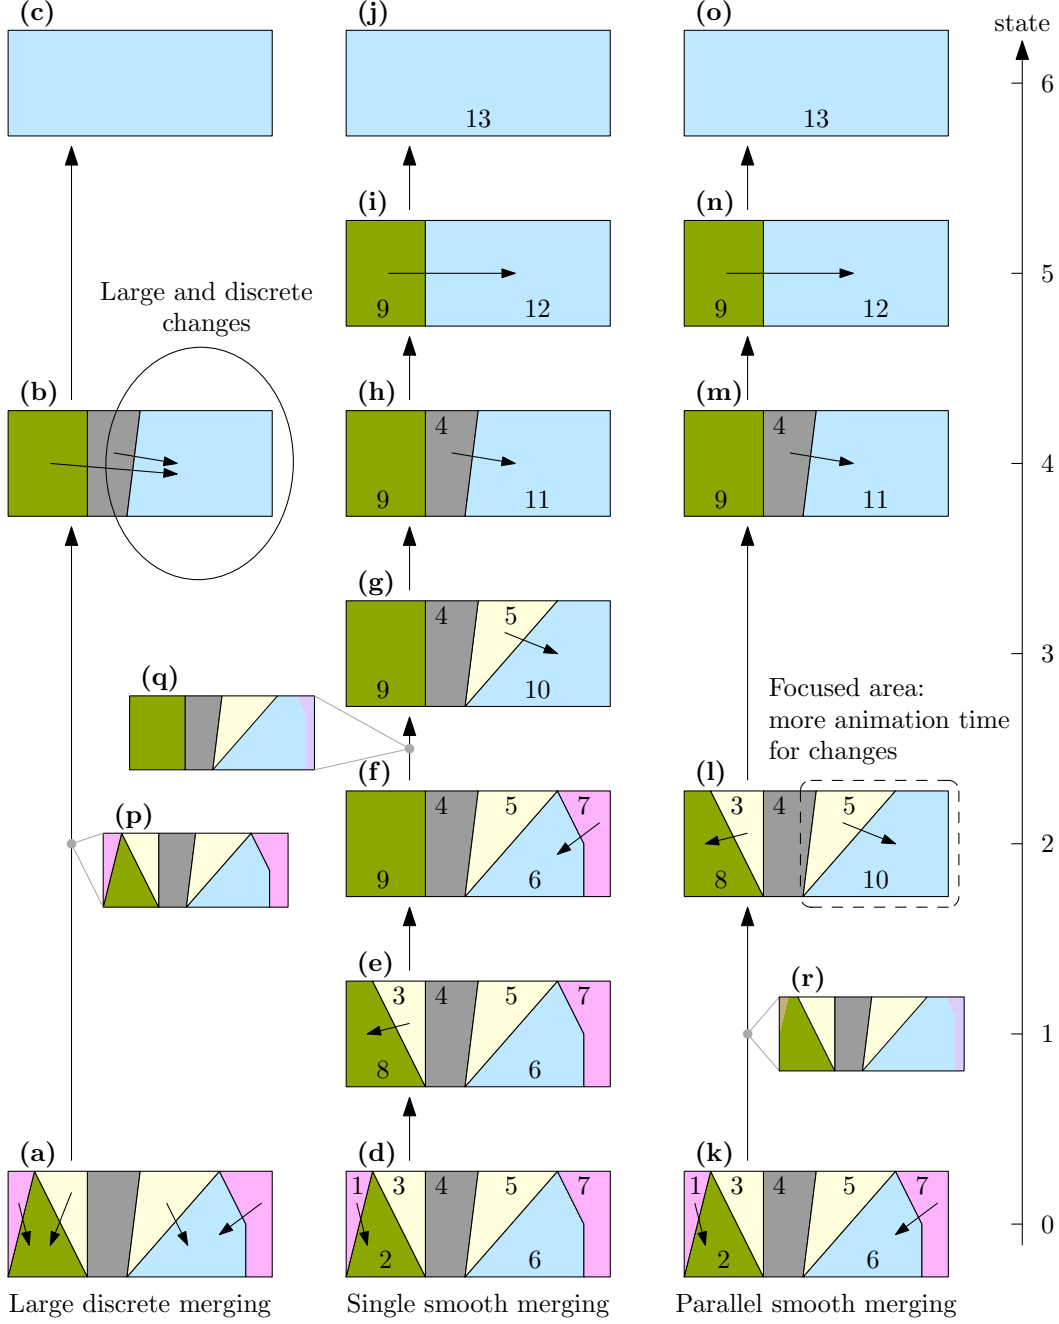 (c) (j) (o) state
6
13 13
(i) (n)
5
9 12 9 12
Large and discrete
changes
(b) (h) (m)
4 4
4
9 11 9 11
(g)
4 5
3
9 10
(q)
Focused area:
more animation time
for changes
(f) (l)
4 5 7 3 4 5
(p)
2
9 6 8 10
(e)
3 4 5 7
(r)
1
8 6
(a) (d) (k)
1 3 4 5 7 1 3 4 5 7
0
2 6 2 6
Large discrete merging Single smooth merging Parallel smooth merging